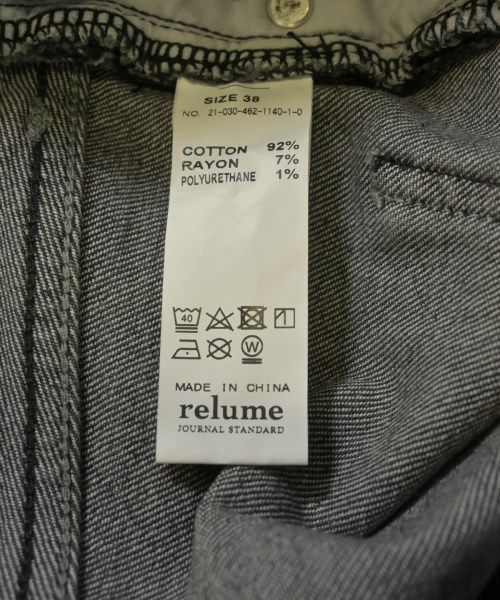 SIZE 38
NO. 21-030-462-1140-1-0
COTTON 92%
RAYON 7%
POLYURETHANE 1%
40
W
MADE IN CHINA
relume
JOURNAL STANDARD